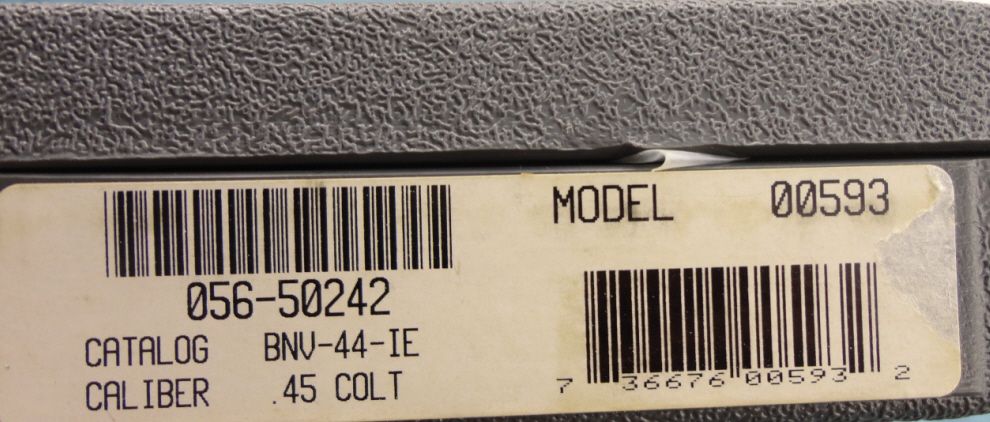 MODEL 00593
056-50242
CATALOG BNV-44-IE
CALIBER .45 COLT
7 36676 00593 2